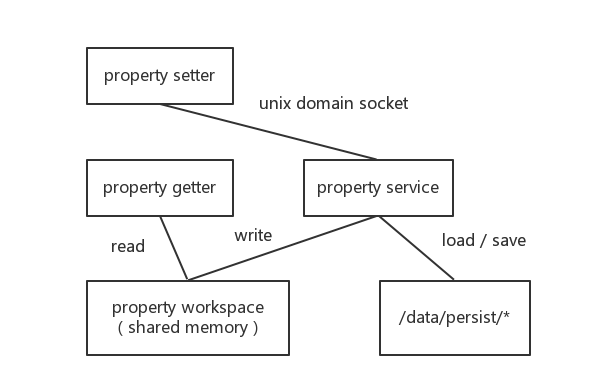 property setter
unix domain socket
property getter
property service
read
write
load / save
property workspace
( shared memory )
/data/persist/*